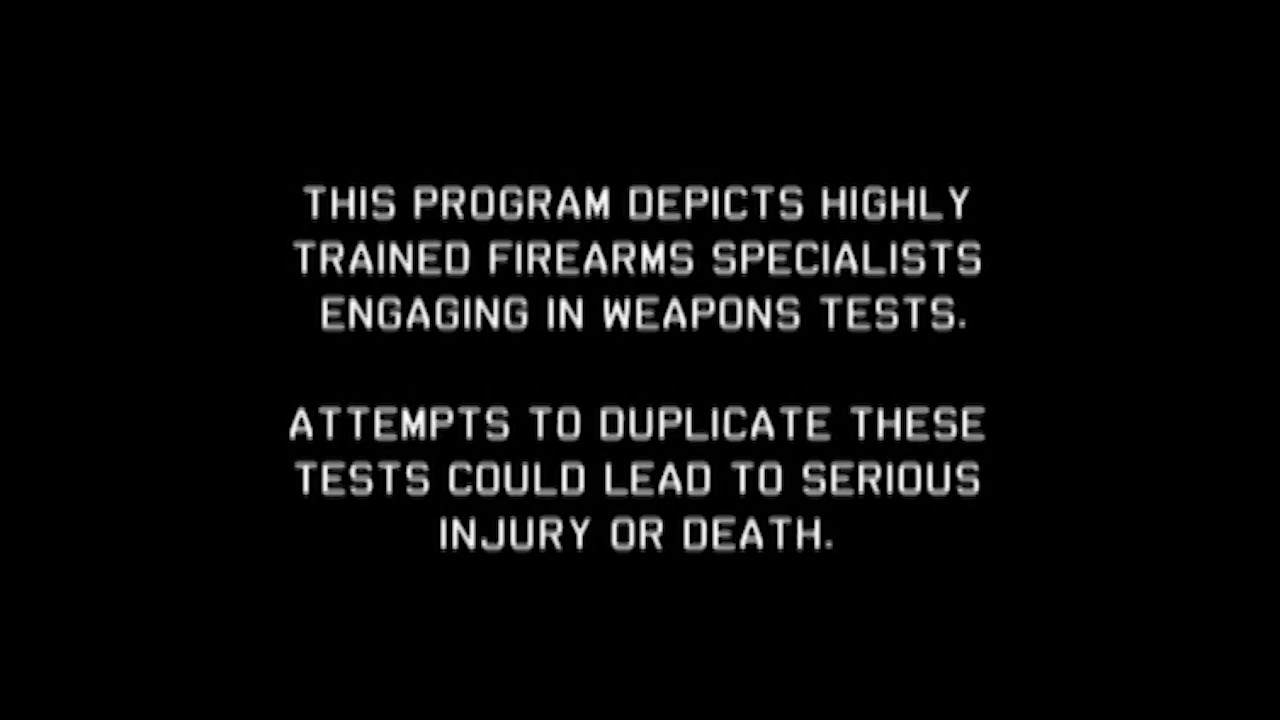 THIS PROGRAM DEPICTS HIGHLY
TRAINED FIREARMS SPECIALISTS
ENGAGING IN WEAPONS TESTS.
ATTEMPTS TO DUPLICATE THESE
TESTS COULD LEAD TO SERIOUS
INJURY OR DEATH.